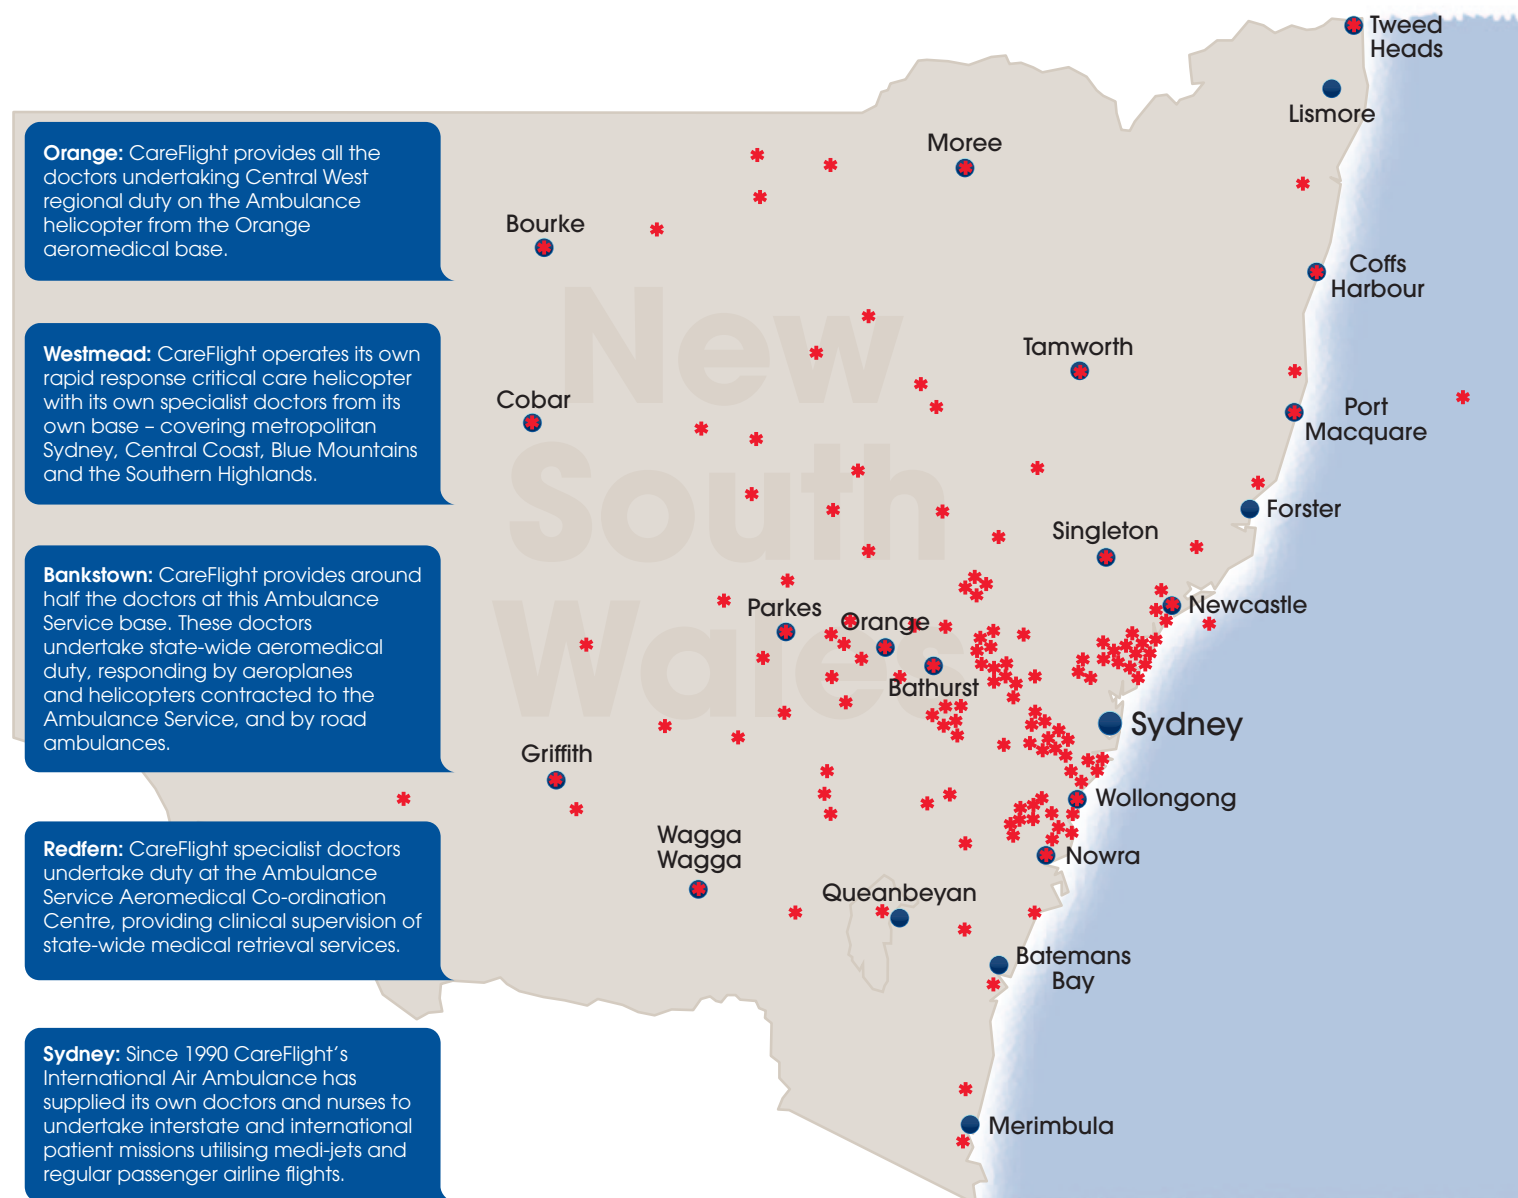 Orange: CareFlight provides all the
doctors undertaking Central West
regional duty on the Ambulance
helicopter from the Orange
aeromedical base.
Westmead: CareFlight operates its own
rapid response critical care helicopter
with its own specialist doctors from its
own base – covering metropolitan
Sydney, Central Coast, Blue Mountains
and the Southern Highlands.
Bankstown: CareFlight provides around
half the doctors at this Ambulance
Service base. These doctors
undertake state-wide aeromedical
duty, responding by aeroplanes
and helicopters contracted to the
Ambulance Service, and by road
ambulances.
Redfern: CareFlight specialist doctors
undertake duty at the Ambulance
Service Aeromedical Co-ordination
Centre, providing clinical supervision of
state-wide medical retrieval services.
Sydney: Since 1990 CareFlight's
International Air Ambulance has
supplied its own doctors and nurses to
undertake interstate and international
patient missions utilising medi-jets and
regular passenger airline flights.
New
South
Wales
Tweed
Heads
Lismore
Moree
Bourke
Coffs
Harbour
Tamworth
Cobar
Port
Macquare
Forster
Singleton
Newcastle
Parkes
Orange
Bathurst
Sydney
Griffith
Wollongong
Wagga
Wagga
Nowra
Queanbeyan
Batemans
Bay
Merimbula